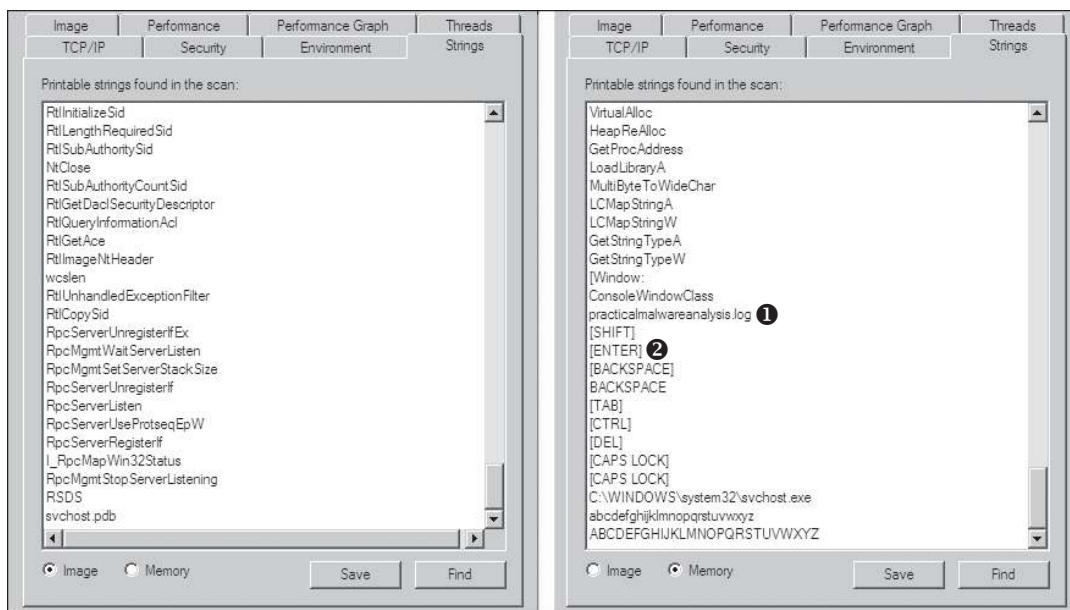 Image Performance Performance Graph Threads
TCP/IP Security Environment Strings
Printable strings found in the scan:
RtlInitializeSid
RtlLengthRequiredSid
RtlSubAuthoritySid
NtClose
RtlSubAuthorityCountSid
RtlGetDaclSecurityDescriptor
RtlQueryInformationAcl
RtlGetAce
RtlImageNtHeader
wcslen
RtlUnhandledExceptionFilter
RtlCopySid
RpcServerUnregisterIfEx
RpcMgmtWaitServerListen
RpcMgmtSetServerStackSize
RpcServerUnregisterIf
RpcServerListen
RpcServerUseProtseqEpW
RpcServerRegisterIf
I_RpcMapWin32Status
RpcMgmtStopServerListening
RSDS
svchost.pdb
Image Memory Save Find
Image Performance Performance Graph Threads
TCP/IP Security Environment Strings
Printable strings found in the scan:
VirtualAlloc
HeapReAlloc
GetProcAddress
LoadLibraryA
MultiByteToWideChar
LCMapStringA
LCMapStringW
GetStringTypeA
GetStringTypeW
[Window:
ConsoleWindowClass
practicalmalwareanalysis.log ❶
[SHIFT]
[ENTER] ❷
[BACKSPACE]
BACKSPACE
[TAB]
[CTRL]
[DEL]
[CAPS LOCK]
[CAPS LOCK]
C:\WINDOWS\system32\svchost.exe
abcdefghijklmnopqrstuvwxyz
ABCDEFGHIJKLMNOPQRSTUVWXYZ
Image Memory Save Find